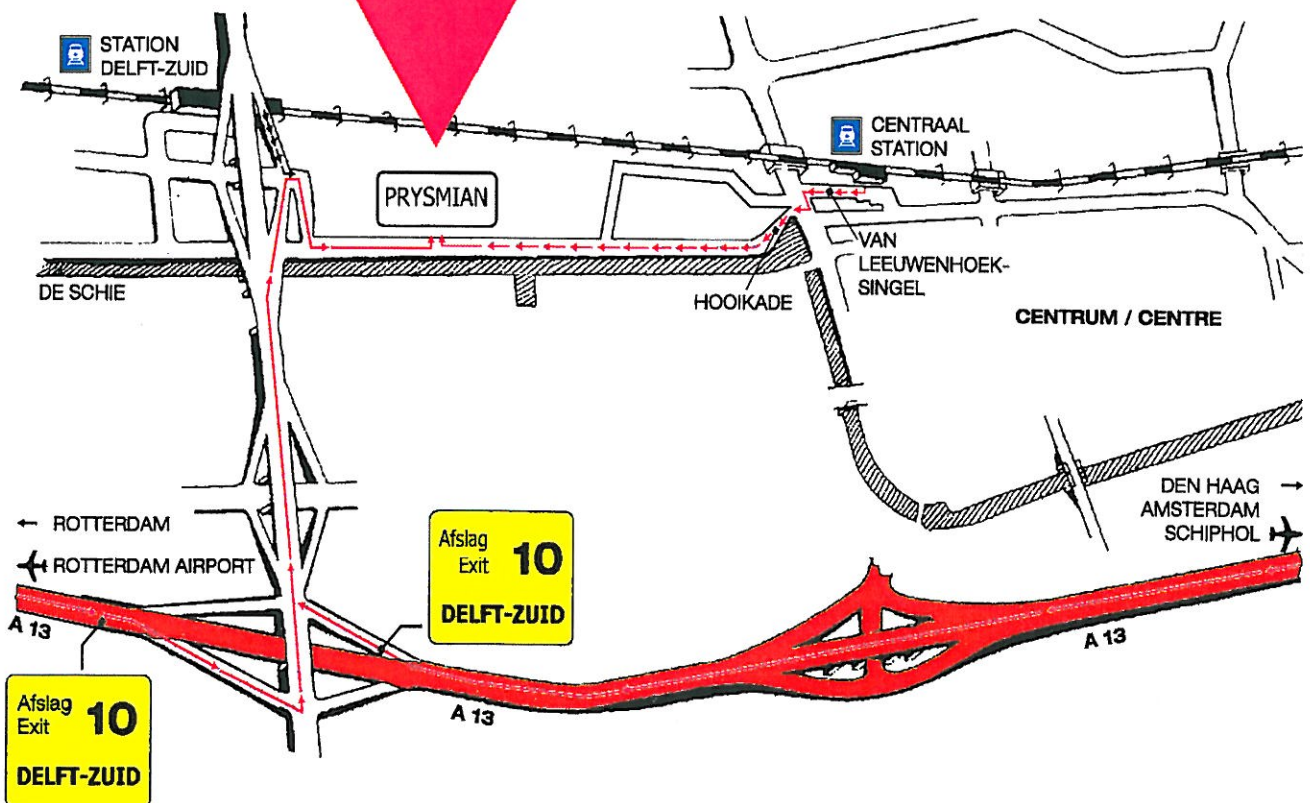 STATION
DELFT-ZUID
CENTRAAL
STATION
PRYSMIAN
VAN
LEEUWENHOEK-
SINGEL
DE SCHIE
HOOIKADE
CENTRUM / CENTRE
← ROTTERDAM
ROTTERDAM AIRPORT
DEN HAAG →
AMSTERDAM
SCHIPHOL
Afslag
Exit 10
DELFT-ZUID
A 13
A 13
A 13
Afslag
Exit 10
DELFT-ZUID